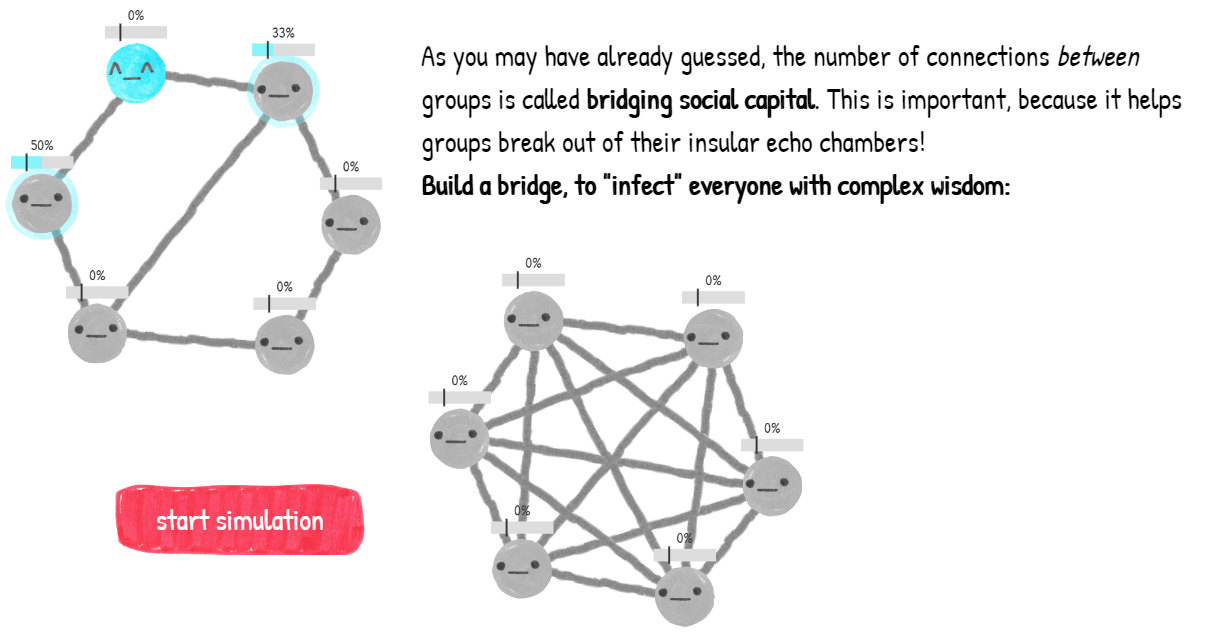 0%
33%
As you may have already guessed, the number of connections between
groups is called bridging social capital. This is important, because it helps
groups break out of their insular echo chambers!
Build a bridge, to "infect" everyone with complex wisdom:
50%
0%
0%
0%
0%
0%
0%
0%
0%
0%
start simulation